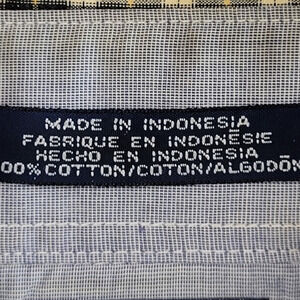 MADE IN INDONESIA
FABRIQUE EN INDONÉSIE
HECHO EN INDONESIA
00% COTTON/COTON/ALGODÓN